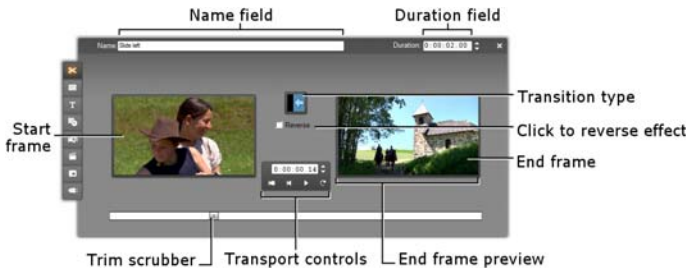 Name field
Duration field
Name: Slide left
Duration: 0:00:02.00
T
Transition type
Reverse
Click to reverse effect
Start frame
End frame
0:00:00.14
Trim scrubber
Transport controls
End frame preview